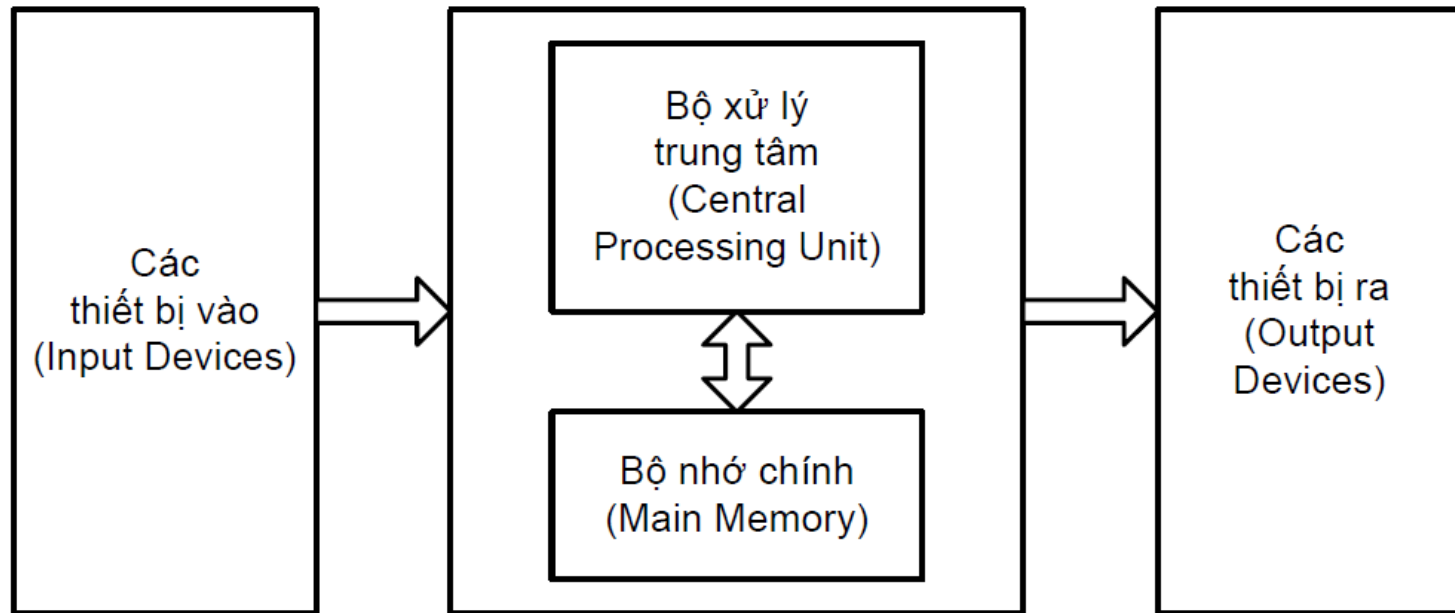 Các
thiết bị vào
(Input Devices)
Bộ xử lý
trung tâm
(Central
Processing Unit)
Bộ nhớ chính
(Main Memory)
Các
thiết bị ra
(Output
Devices)